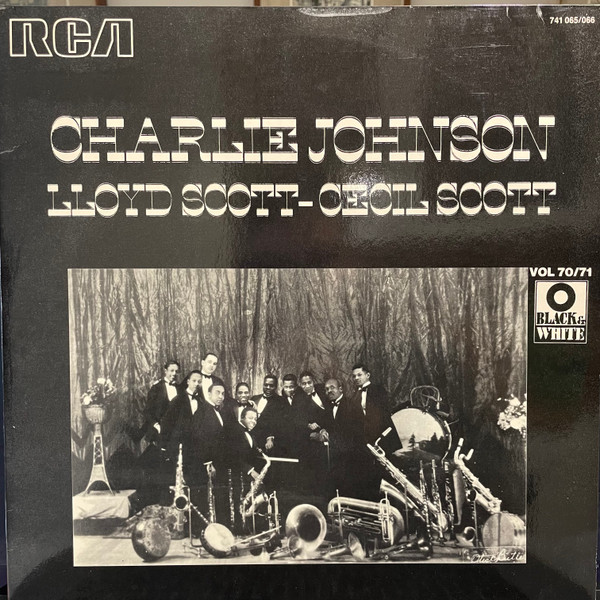 RCA
741 065/066
CHARLIE JOHNSON
LLOYD SCOTT-CECIL SCOTT
VOL 70/71
BLACK &
WHITE